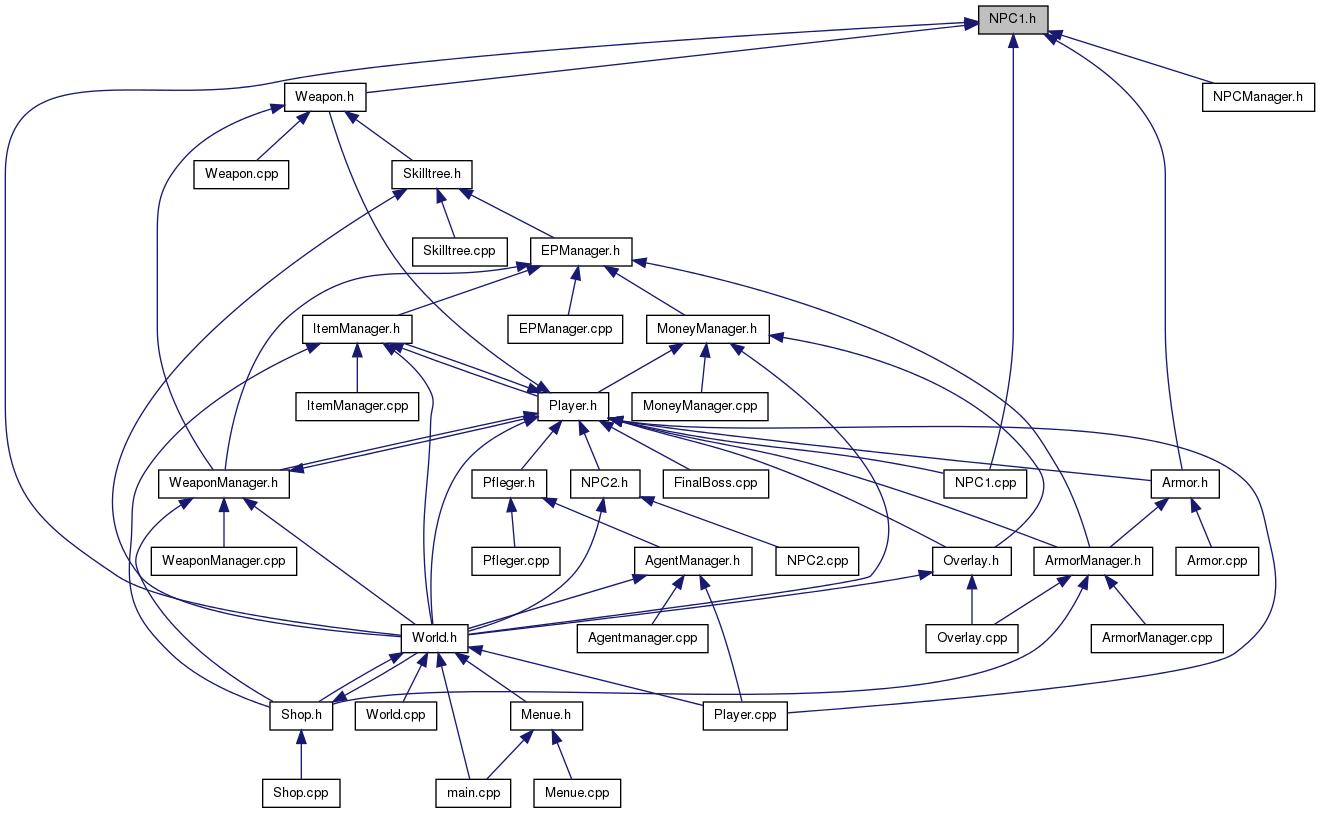 NPC1.h
Weapon.h
NPCManager.h
Weapon.cpp
Skilltree.h
Skilltree.cpp
EPManager.h
ItemManager.h
EPManager.cpp
MoneyManager.h
ItemManager.cpp
Player.h
MoneyManager.cpp
WeaponManager.h
Pfleger.h
NPC2.h
FinalBoss.cpp
NPC1.cpp
Armor.h
WeaponManager.cpp
Pfleger.cpp
AgentManager.h
NPC2.cpp
Overlay.h
ArmorManager.h
Armor.cpp
World.h
Agentmanager.cpp
Overlay.cpp
ArmorManager.cpp
Shop.h
World.cpp
Menue.h
Player.cpp
Shop.cpp
main.cpp
Menue.cpp